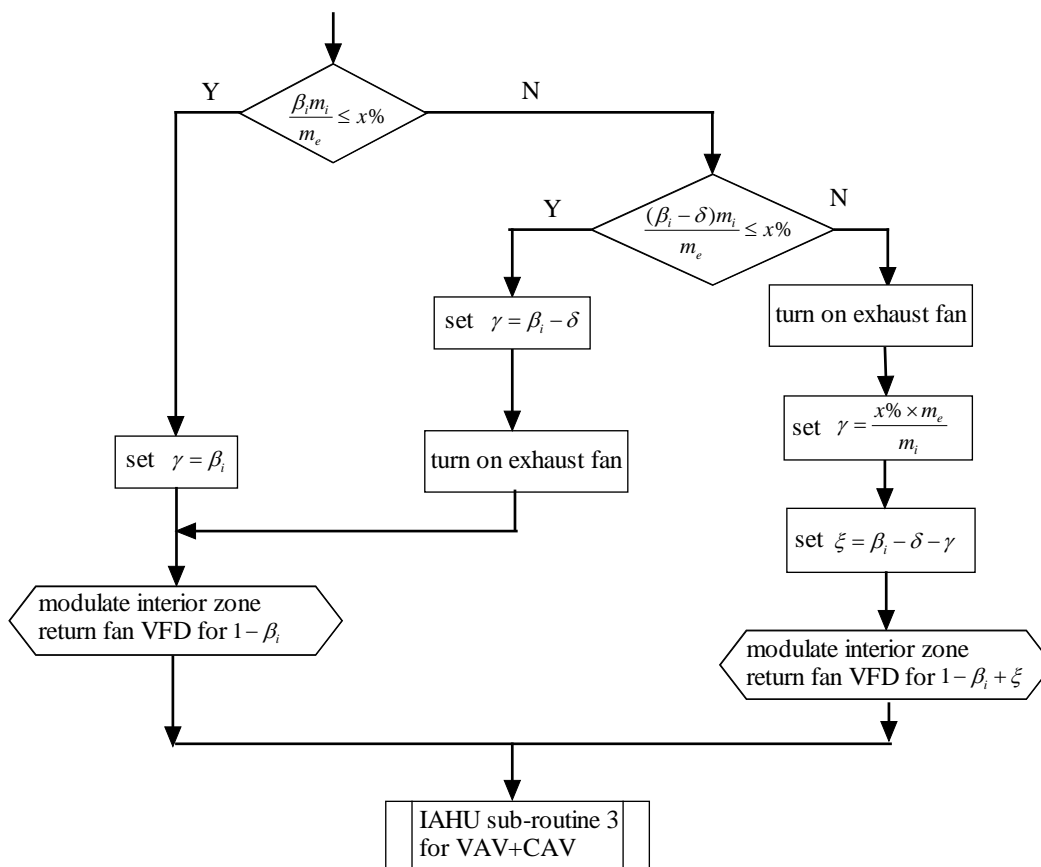 Y
N
β_i m_i / m_e ≤ x%
Y
N
(β_i − δ)m_i / m_e ≤ x%
set γ = β_i − δ
turn on exhaust fan
set γ = x% × m_e / m_i
set γ = β_i
turn on exhaust fan
set ξ = β_i − δ − γ
modulate interior zone
return fan VFD for 1 − β_i
modulate interior zone
return fan VFD for 1 − β_i + ξ
IAHU sub-routine 3
for VAV+CAV